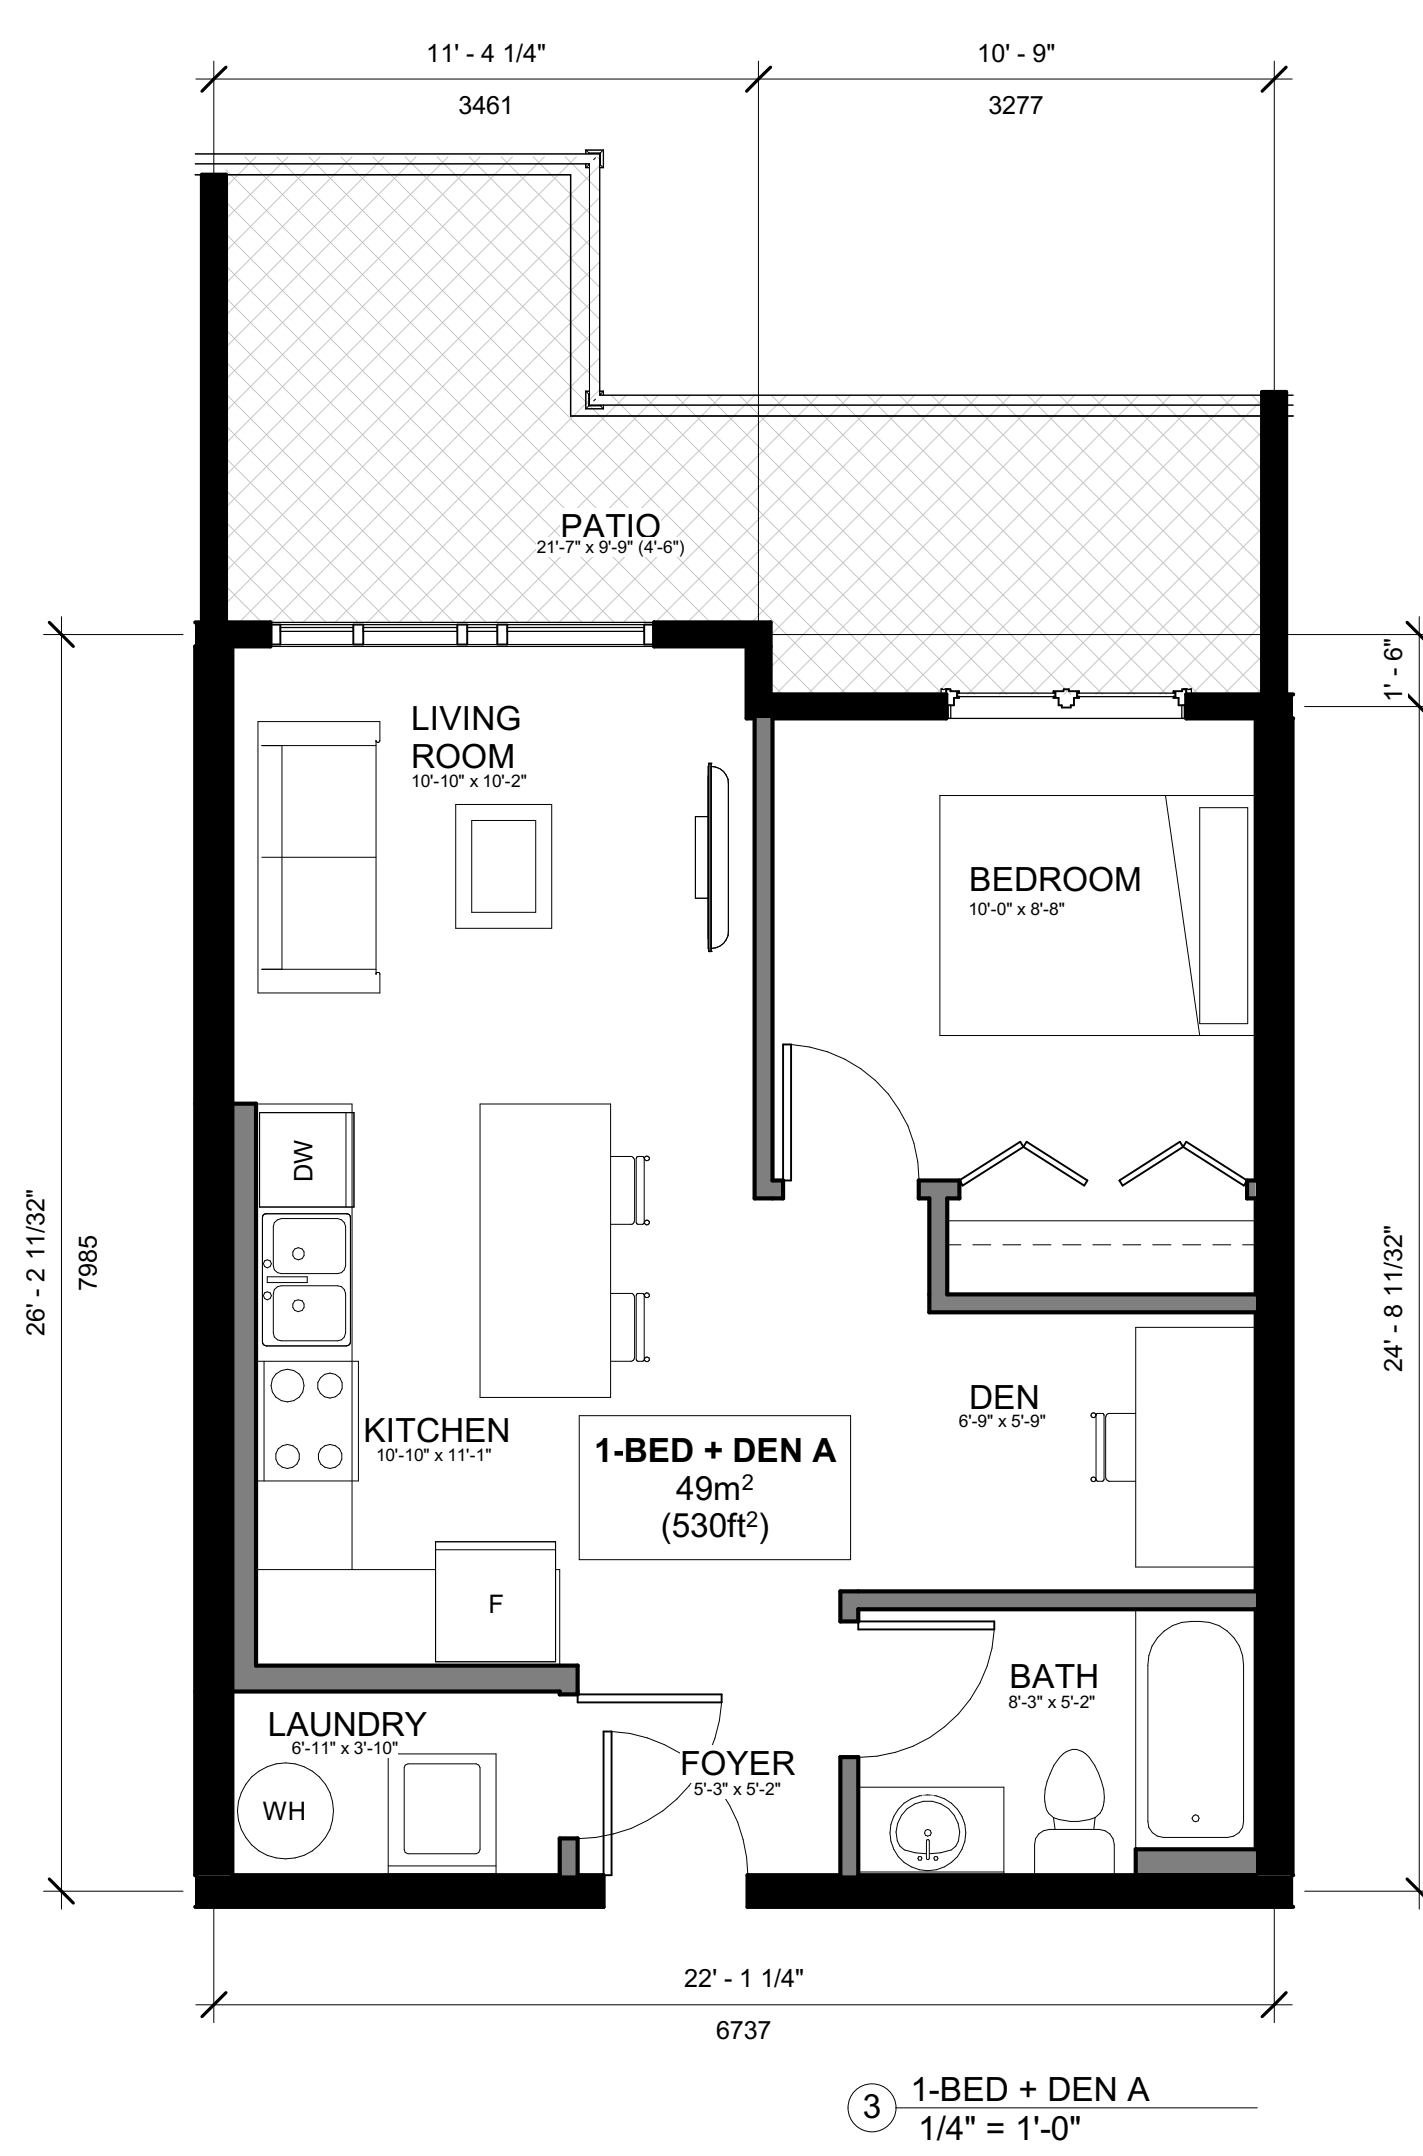 11' - 4 1/4"
10' - 9"
3461
3277
PATIO
21'-7" x 9'-9" (4'-6")
1' - 6"
LIVING
ROOM
10'-10" x 10'-2"
BEDROOM
10'-0" x 8'-8"
DW
26' - 2 11/32"
7985
24' - 8 11/32"
DEN
6'-9" x 5'-9"
KITCHEN
10'-10" x 11'-1"
1-BED + DEN A
49m²
(530ft²)
F
BATH
8'-3" x 5'-2"
LAUNDRY
6'-11" x 3'-10"
FOYER
5'-3" x 5'-2"
WH
22' - 1 1/4"
6737
3
1-BED + DEN A
1/4" = 1'-0"